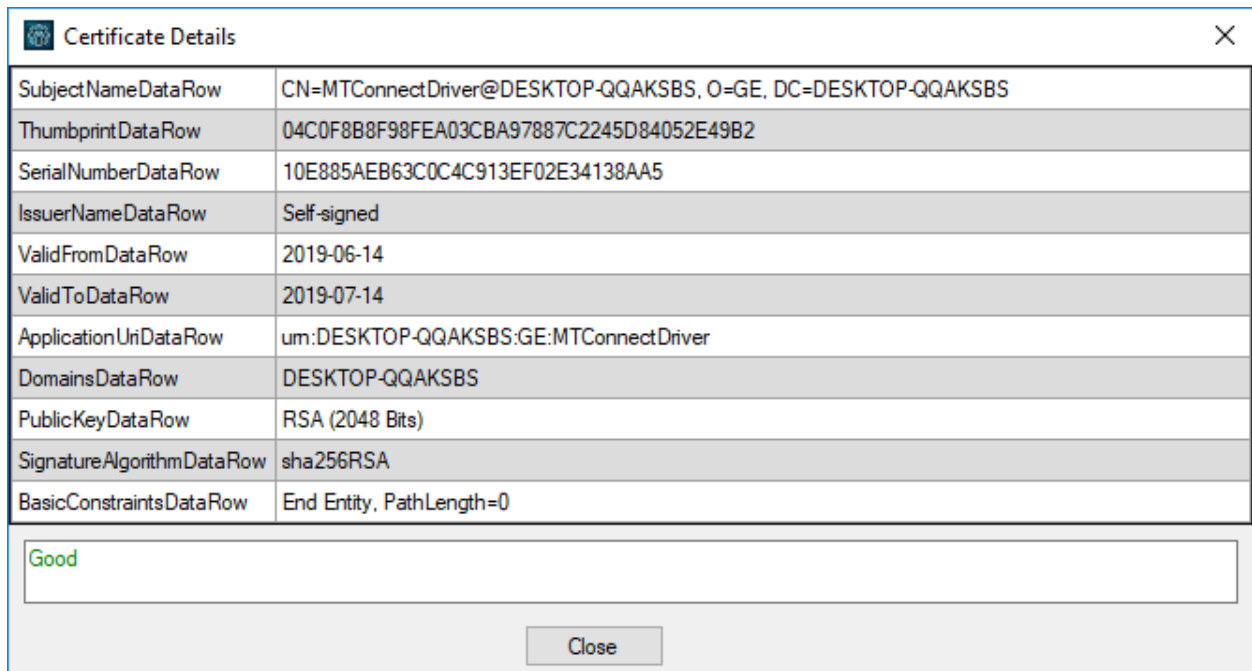 Certificate Details
SubjectNameDataRow CN=MTConnectDriver@DESKTOP-QQAKSBS, O=GE, DC=DESKTOP-QQAKSBS
ThumbprintDataRow 04C0F8B8F98FEA03CBA97887C2245D84052E49B2
SerialNumberDataRow 10E885AEB63C0C4C913EF02E34138AA5
IssuerNameDataRow Self-signed
ValidFromDataRow 2019-06-14
ValidToDataRow 2019-07-14
ApplicationUriDataRow urn:DESKTOP-QQAKSBS:GE:MTConnectDriver
DomainsDataRow DESKTOP-QQAKSBS
PublicKeyDataRow RSA (2048 Bits)
SignatureAlgorithmDataRow sha256RSA
BasicConstraintsDataRow End Entity, PathLength=0
Good
Close